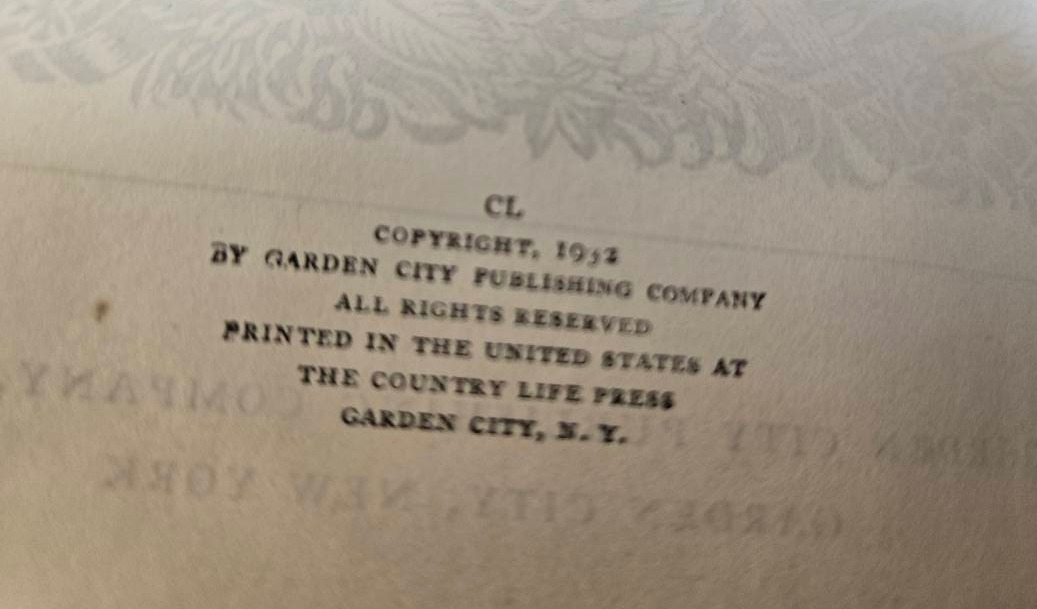 CL
COPYRIGHT, 1932
BY GARDEN CITY PUBLISHING COMPANY
ALL RIGHTS RESERVED
PRINTED IN THE UNITED STATES AT
THE COUNTRY LIFE PRESS
GARDEN CITY, N. Y.